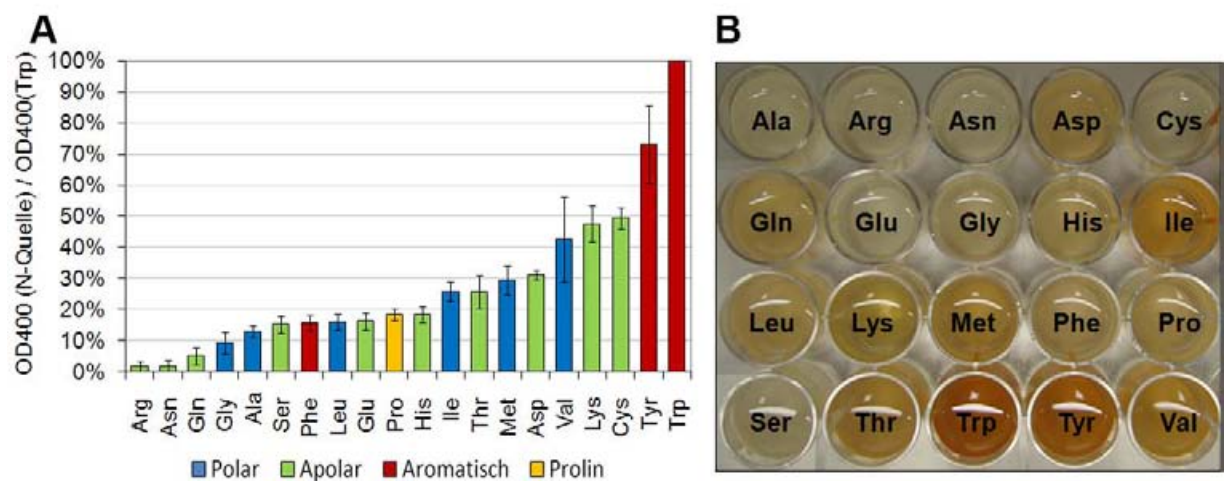 A
OD400 (N-Quelle) / OD400(Trp)
100%
90%
80%
70%
60%
50%
40%
30%
20%
10%
0%
Arg Asn Gln Gly Ala Ser Phe Leu Glu Pro His Ile Thr Met Asp Val Lys Cys Tyr Trp
Polar Apolar Aromatisch Prolin
B
Ala Arg Asn Asp Cys
Gln Glu Gly His Ile
Leu Lys Met Phe Pro
Ser Thr Trp Tyr Val